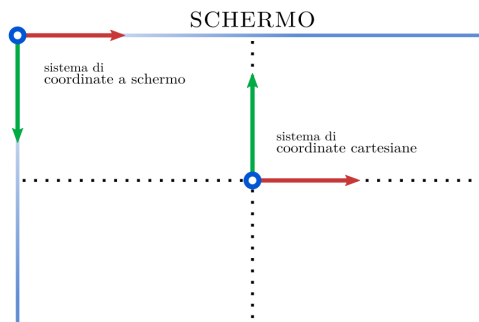 SCHERMO
sistema di
coordinate a schermo
sistema di
coordinate cartesiane